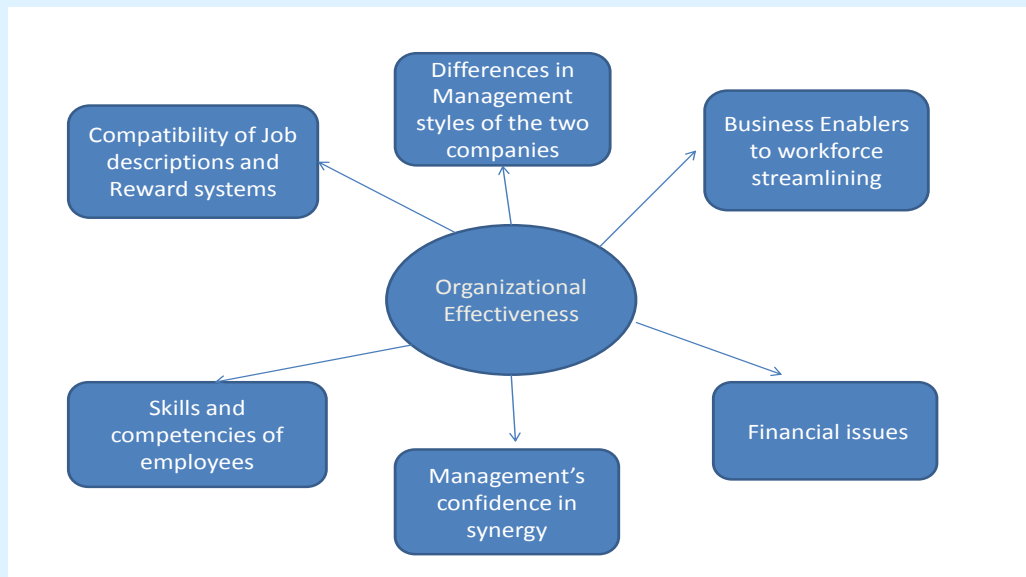 Differences in
Management
styles of the two
companies
Compatibility of Job
descriptions and
Reward systems
Business Enablers
to workforce
streamlining
Organizational
Effectiveness
Skills and
competencies of
employees
Management’s
confidence in
synergy
Financial issues